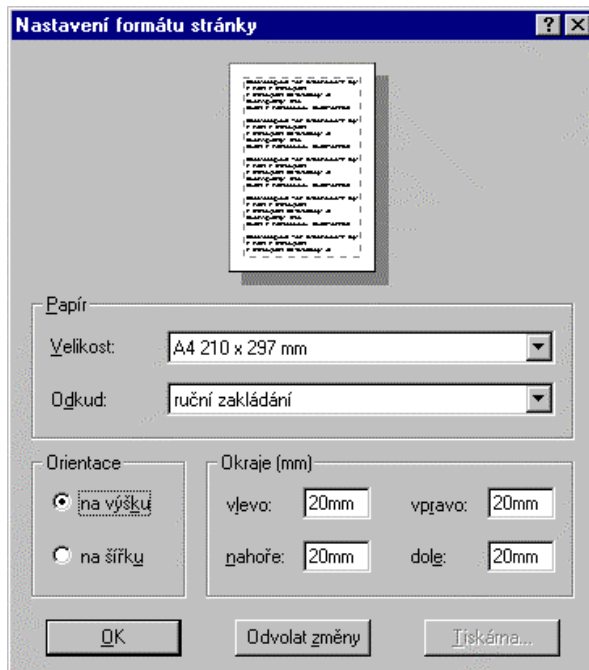 Nastavení formátu stránky
Papír
Velikost: A4 210 x 297 mm
Odkud: ruční zakládání
Orientace
na výšku
na šířku
Okraje (mm)
vlevo: 20mm vpravo: 20mm
nahoře: 20mm dole: 20mm
OK Odvolat změny Tiskárna...